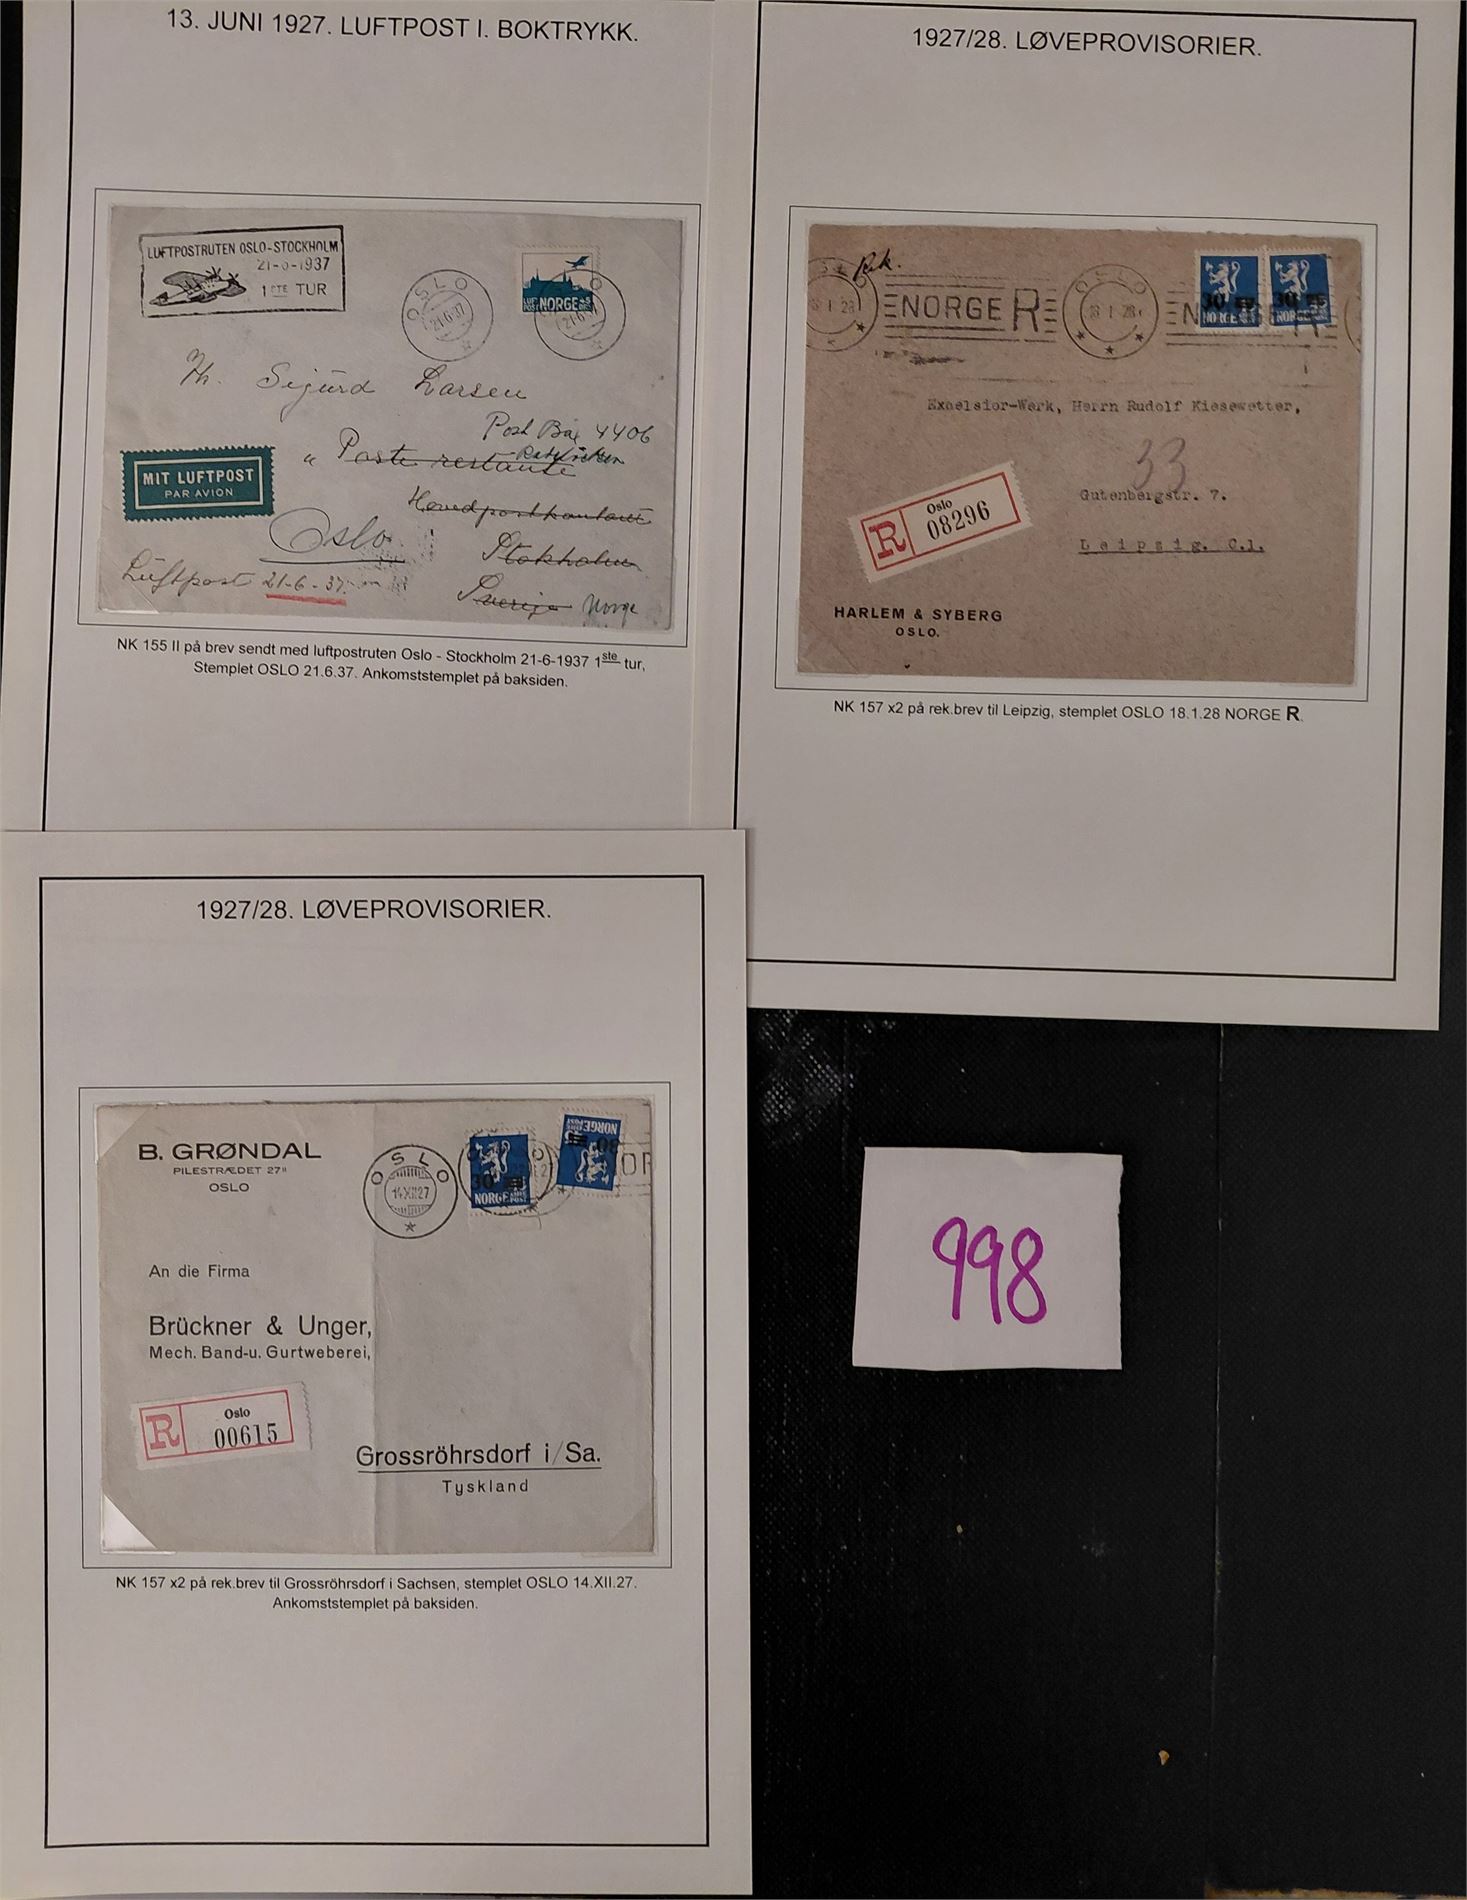 13. JUNI 1927. LUFTPOST I. BOKTRYKK.
LUFTPOSTRUTEN OSLO-STOCKHOLM
1STE TUR
OSLO
21.6.37
NORGE
Hr. Sigurd Larsen
Post Box 4406
Poste restante
Stokholm
Sverige Norge
MIT LUFTPOST
PAR AVION
Oslo
Luftpost 21-6-37.
NK 155 II på brev sendt med luftpostruten Oslo - Stockholm 21-6-1937 1ste tur,
Stemplet OSLO 21.6.37. Ankomststemplet på baksiden.
1927/28. LØVEPROVISORIER.
Rek.
NORGE R
OSLO
18 1 28
30 30
NORGE NORGE
Exselsior-Werk, Herrn Rudolf Kiesewetter,
33
Gutenbergstr. 7.
Leipzig. C.1.
R Oslo
08296
HARLEM & SYBERG
OSLO.
NK 157 x2 på rek.brev til Leipzig, stemplet OSLO 18.1.28 NORGE R.
1927/28. LØVEPROVISORIER.
B. GRØNDAL
PILESTRÆDET 27II
OSLO
OSLO
14.XII.27
30
NORGE
NORGE
An die Firma
Brückner & Unger,
Mech. Band-u. Gurtweberei,
R Oslo
00615
Grossröhrsdorf i/Sa.
Tyskland
NK 157 x2 på rek.brev til Grossröhrsdorf i Sachsen, stemplet OSLO 14.XII.27.
Ankomststemplet på baksiden.
998